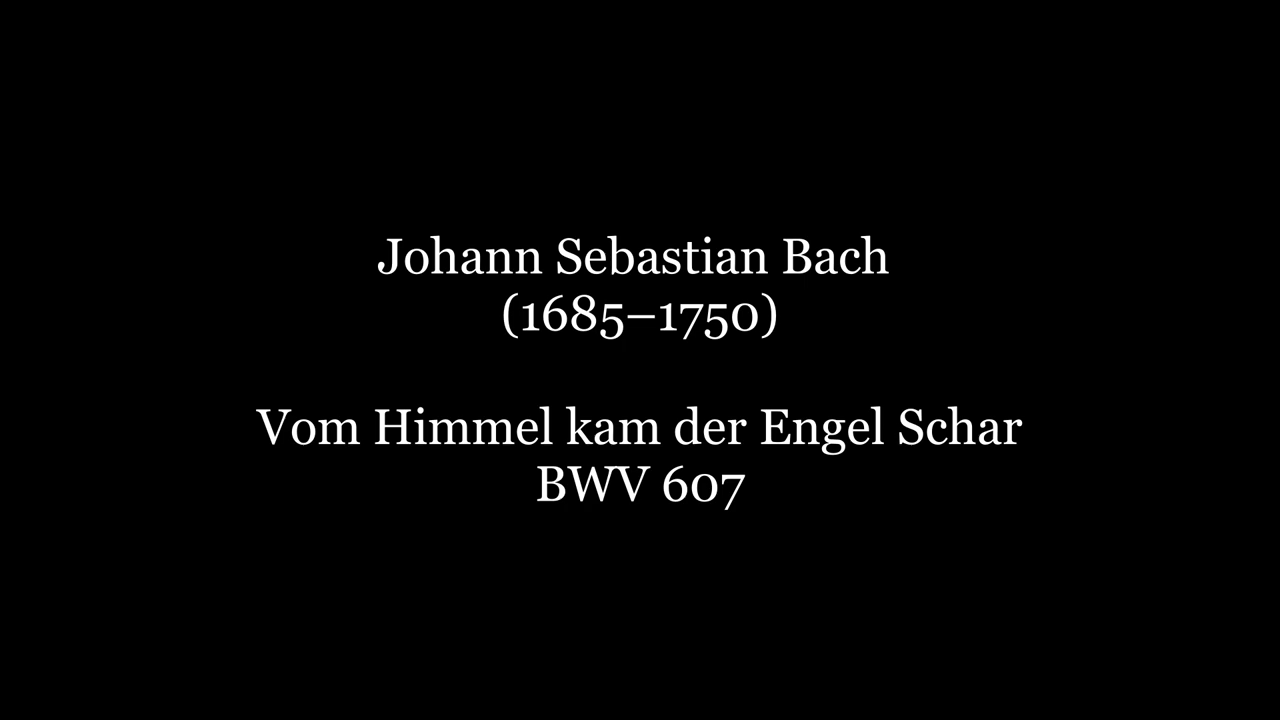 Johann Sebastian Bach
(1685–1750)
Vom Himmel kam der Engel Schar
BWV 607